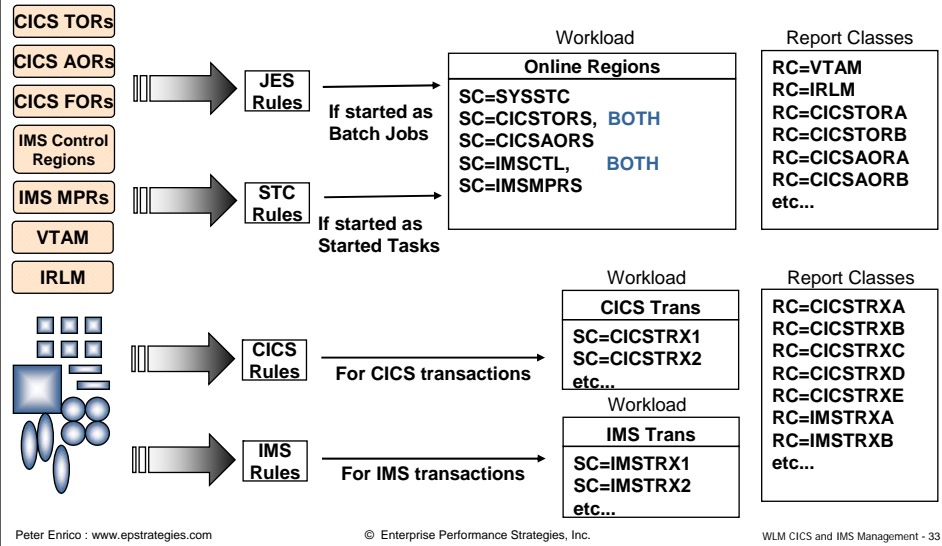 CICS TORs
CICS AORs
CICS FORs
IMS Control
Regions
IMS MPRs
VTAM
IRLM
JES
Rules
If started as
Batch Jobs
STC
Rules
If started as
Started Tasks
Workload
Online Regions
SC=SYSSTC
SC=CICSTORS, BOTH
SC=CICSAORS
SC=IMSCTL, BOTH
SC=IMSMPRS
Report Classes
RC=VTAM
RC=IRLM
RC=CICSTORA
RC=CICSTORB
RC=CICSAORA
RC=CICSAORB
etc...
CICS
Rules
For CICS transactions
Workload
CICS Trans
SC=CICSTRX1
SC=CICSTRX2
etc...
IMS
Rules
For IMS transactions
Workload
IMS Trans
SC=IMSTRX1
SC=IMSTRX2
etc...
Report Classes
RC=CICSTRXA
RC=CICSTRXB
RC=CICSTRXC
RC=CICSTRXD
RC=CICSTRXE
RC=IMSTRXA
RC=IMSTRXB
etc...
Peter Enrico : www.epstrategies.com
© Enterprise Performance Strategies, Inc.
WLM CICS and IMS Management - 33